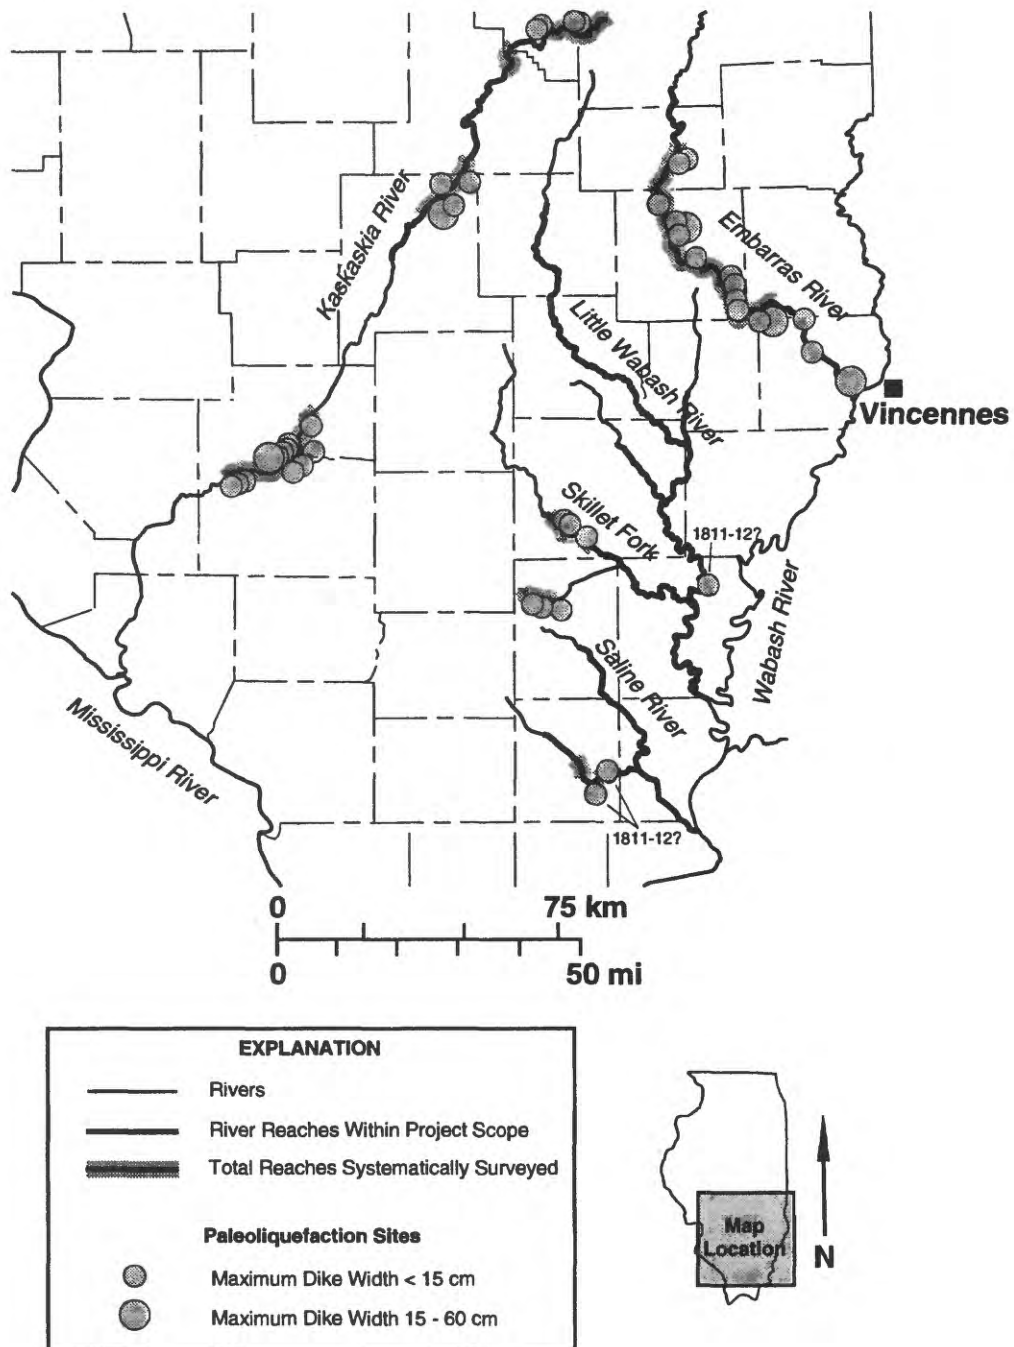 Kaskaskia River
Embarras River
Little Wabash River
Vincennes
Skillet Fork
1811-12?
Wabash River
Saline River
Mississippi River
1811-12?
0 75 km
0 50 mi
EXPLANATION
Rivers
River Reaches Within Project Scope
Total Reaches Systematically Surveyed
Paleoliquefaction Sites
Maximum Dike Width < 15 cm
Maximum Dike Width 15 - 60 cm
Map
Location
N